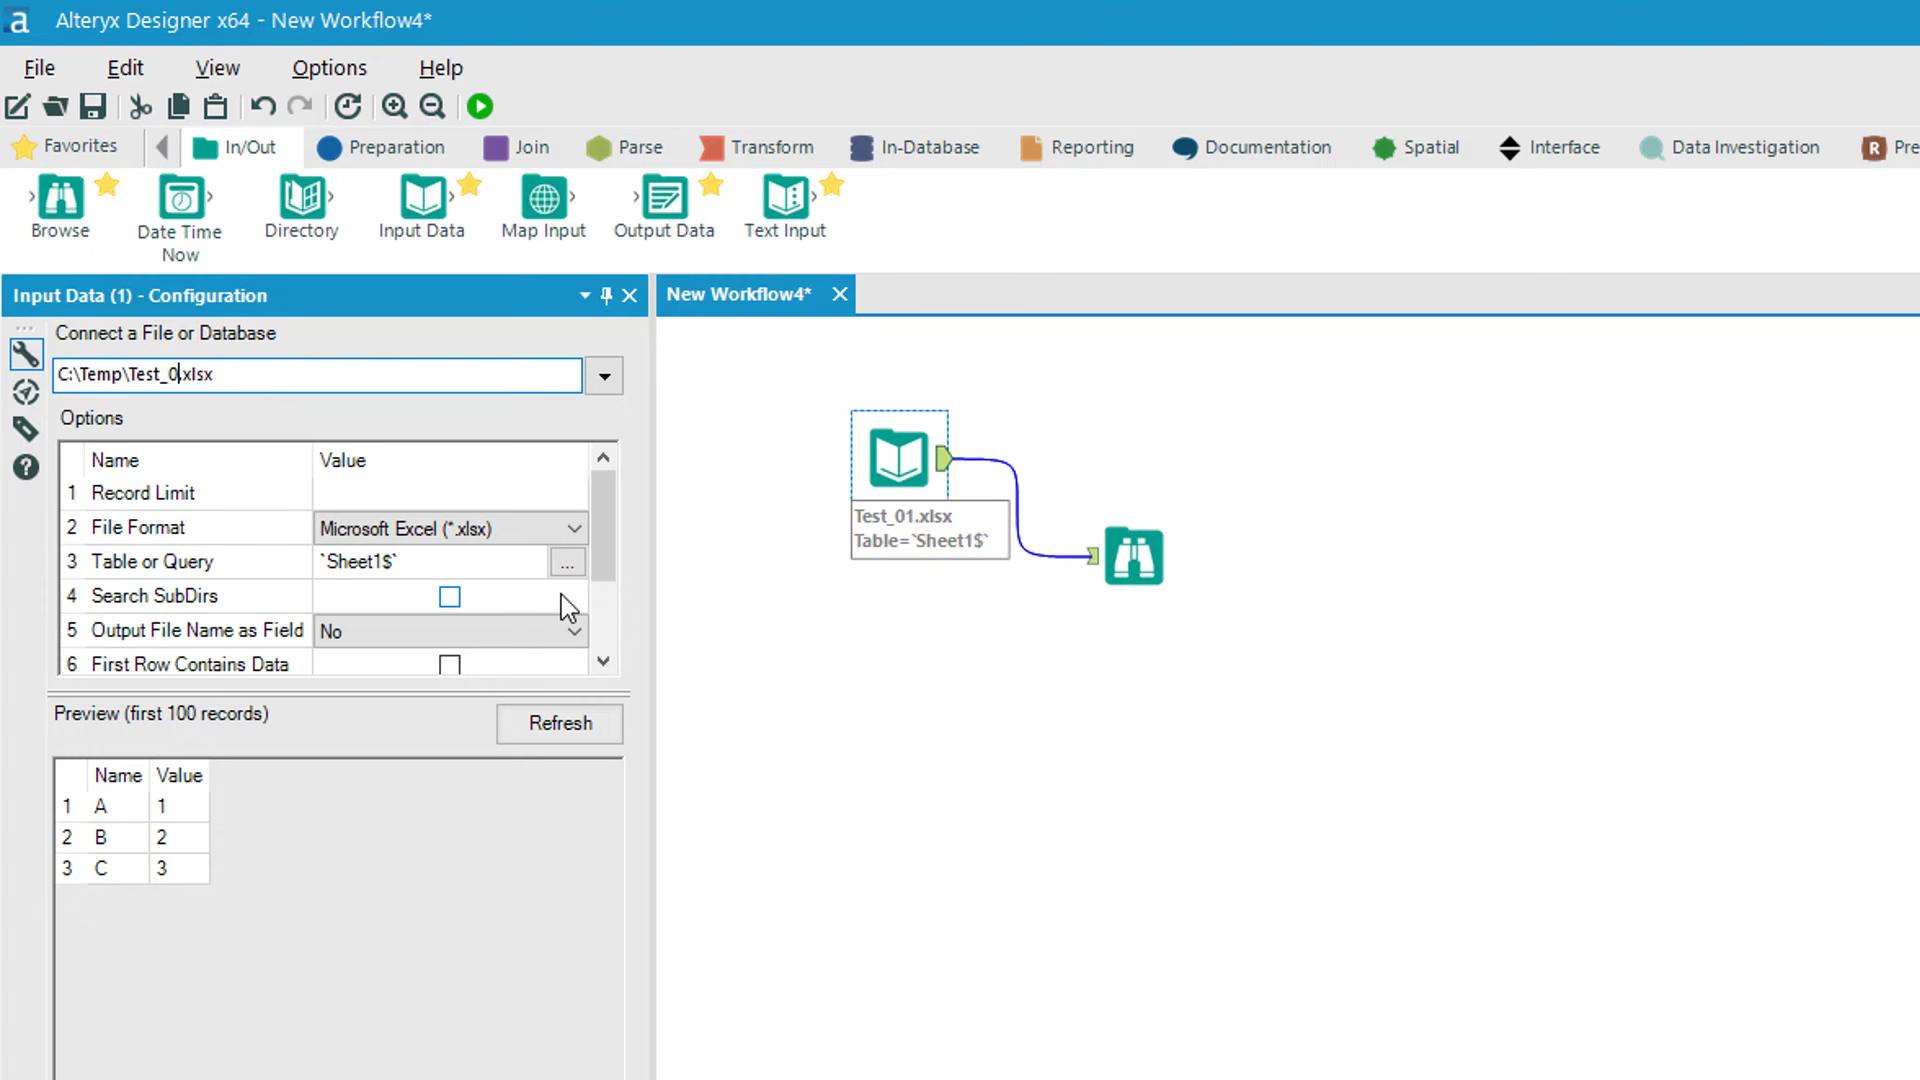 a Alteryx Designer x64 - New Workflow4*
File Edit View Options Help
Favorites In/Out Preparation Join Parse Transform In-Database Reporting Documentation Spatial Interface Data Investigation R Pre
Browse Date Time Now Directory Input Data Map Input Output Data Text Input
Input Data (1) - Configuration
New Workflow4*
Connect a File or Database
C:\Temp\Test_0.xlsx
Options
Name Value
1 Record Limit
2 File Format Microsoft Excel (*.xlsx)
3 Table or Query `Sheet1$` ...
4 Search SubDirs
5 Output File Name as Field No
6 First Row Contains Data
Preview (first 100 records) Refresh
Name Value
1 A 1
2 B 2
3 C 3
Test_01.xlsx
Table=`Sheet1$`